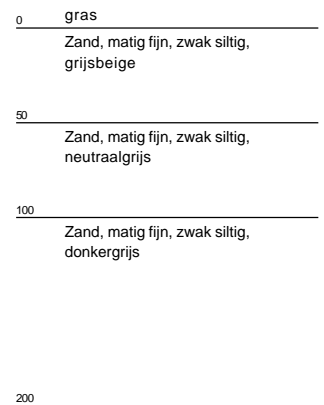 0 gras
Zand, matig fijn, zwak siltig,
grijsbeige
50
Zand, matig fijn, zwak siltig,
neutraalgrijs
100
Zand, matig fijn, zwak siltig,
donkergrijs
200